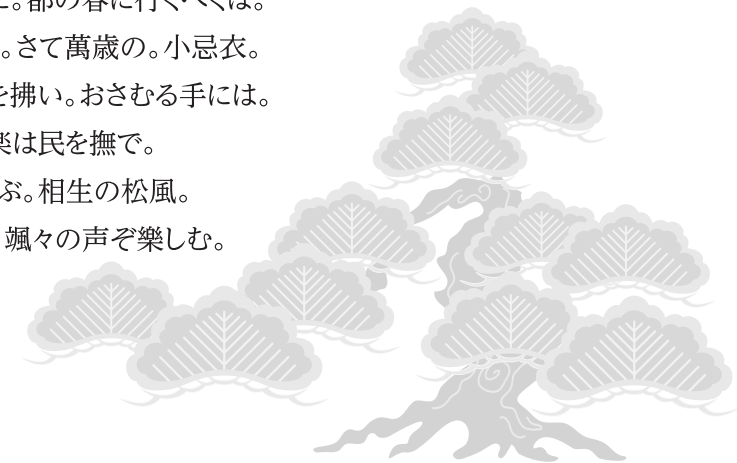 に。都の春に行くべくは。
。さて萬歳の。小忌衣。
を拂い。おさむる手には。
楽は民を撫で。
ぶ。相生の松風。
颯々の声ぞ樂しむ。